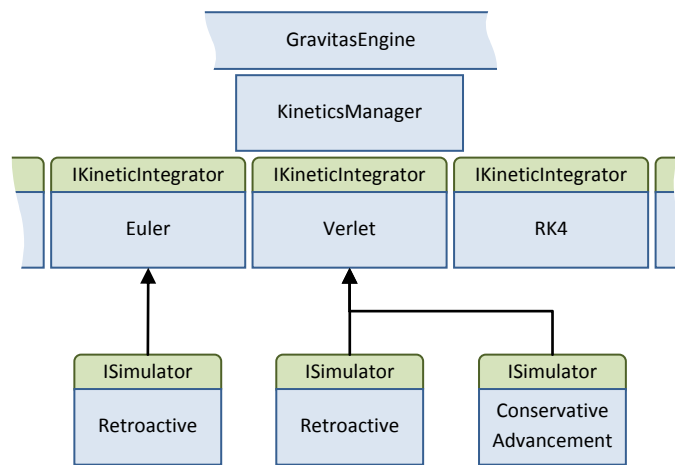 GravitasEngine
KineticsManager
IKineticIntegrator
IKineticIntegrator
IKineticIntegrator
Euler
Verlet
RK4
ISimulator
ISimulator
ISimulator
Retroactive
Retroactive
Conservative
Advancement